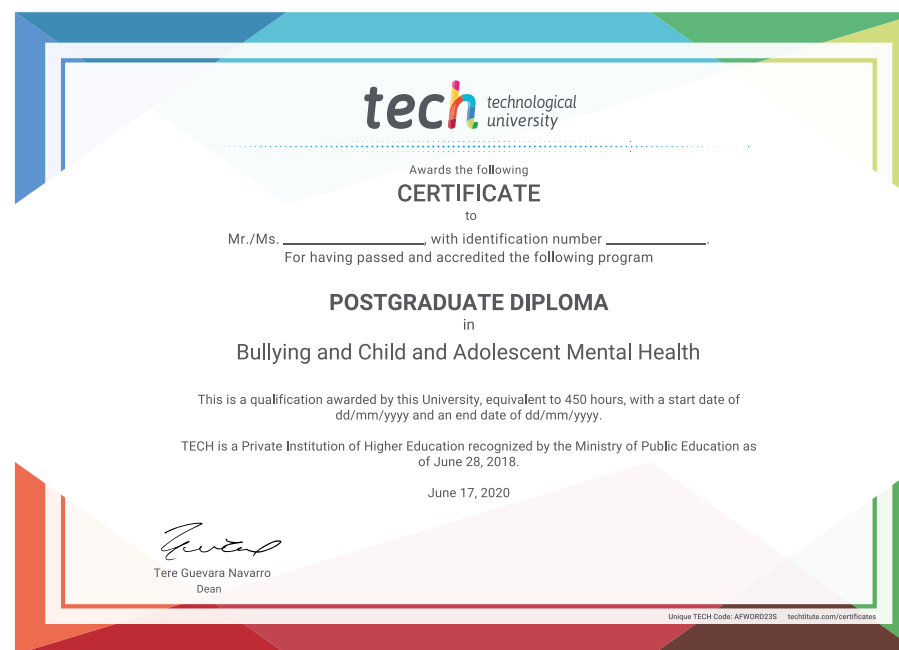 tech technological
university
Awards the following
CERTIFICATE
to
Mr./Ms. ____________________, with identification number ______________.
For having passed and accredited the following program
POSTGRADUATE DIPLOMA
in
Bullying and Child and Adolescent Mental Health
This is a qualification awarded by this University, equivalent to 450 hours, with a start date of
dd/mm/yyyy and an end date of dd/mm/yyyy.
TECH is a Private Institution of Higher Education recognized by the Ministry of Public Education as
of June 28, 2018.
June 17, 2020
Tere Guevara Navarro
Dean
Unique TECH Code: AFWORD23S techtitute.com/certificates